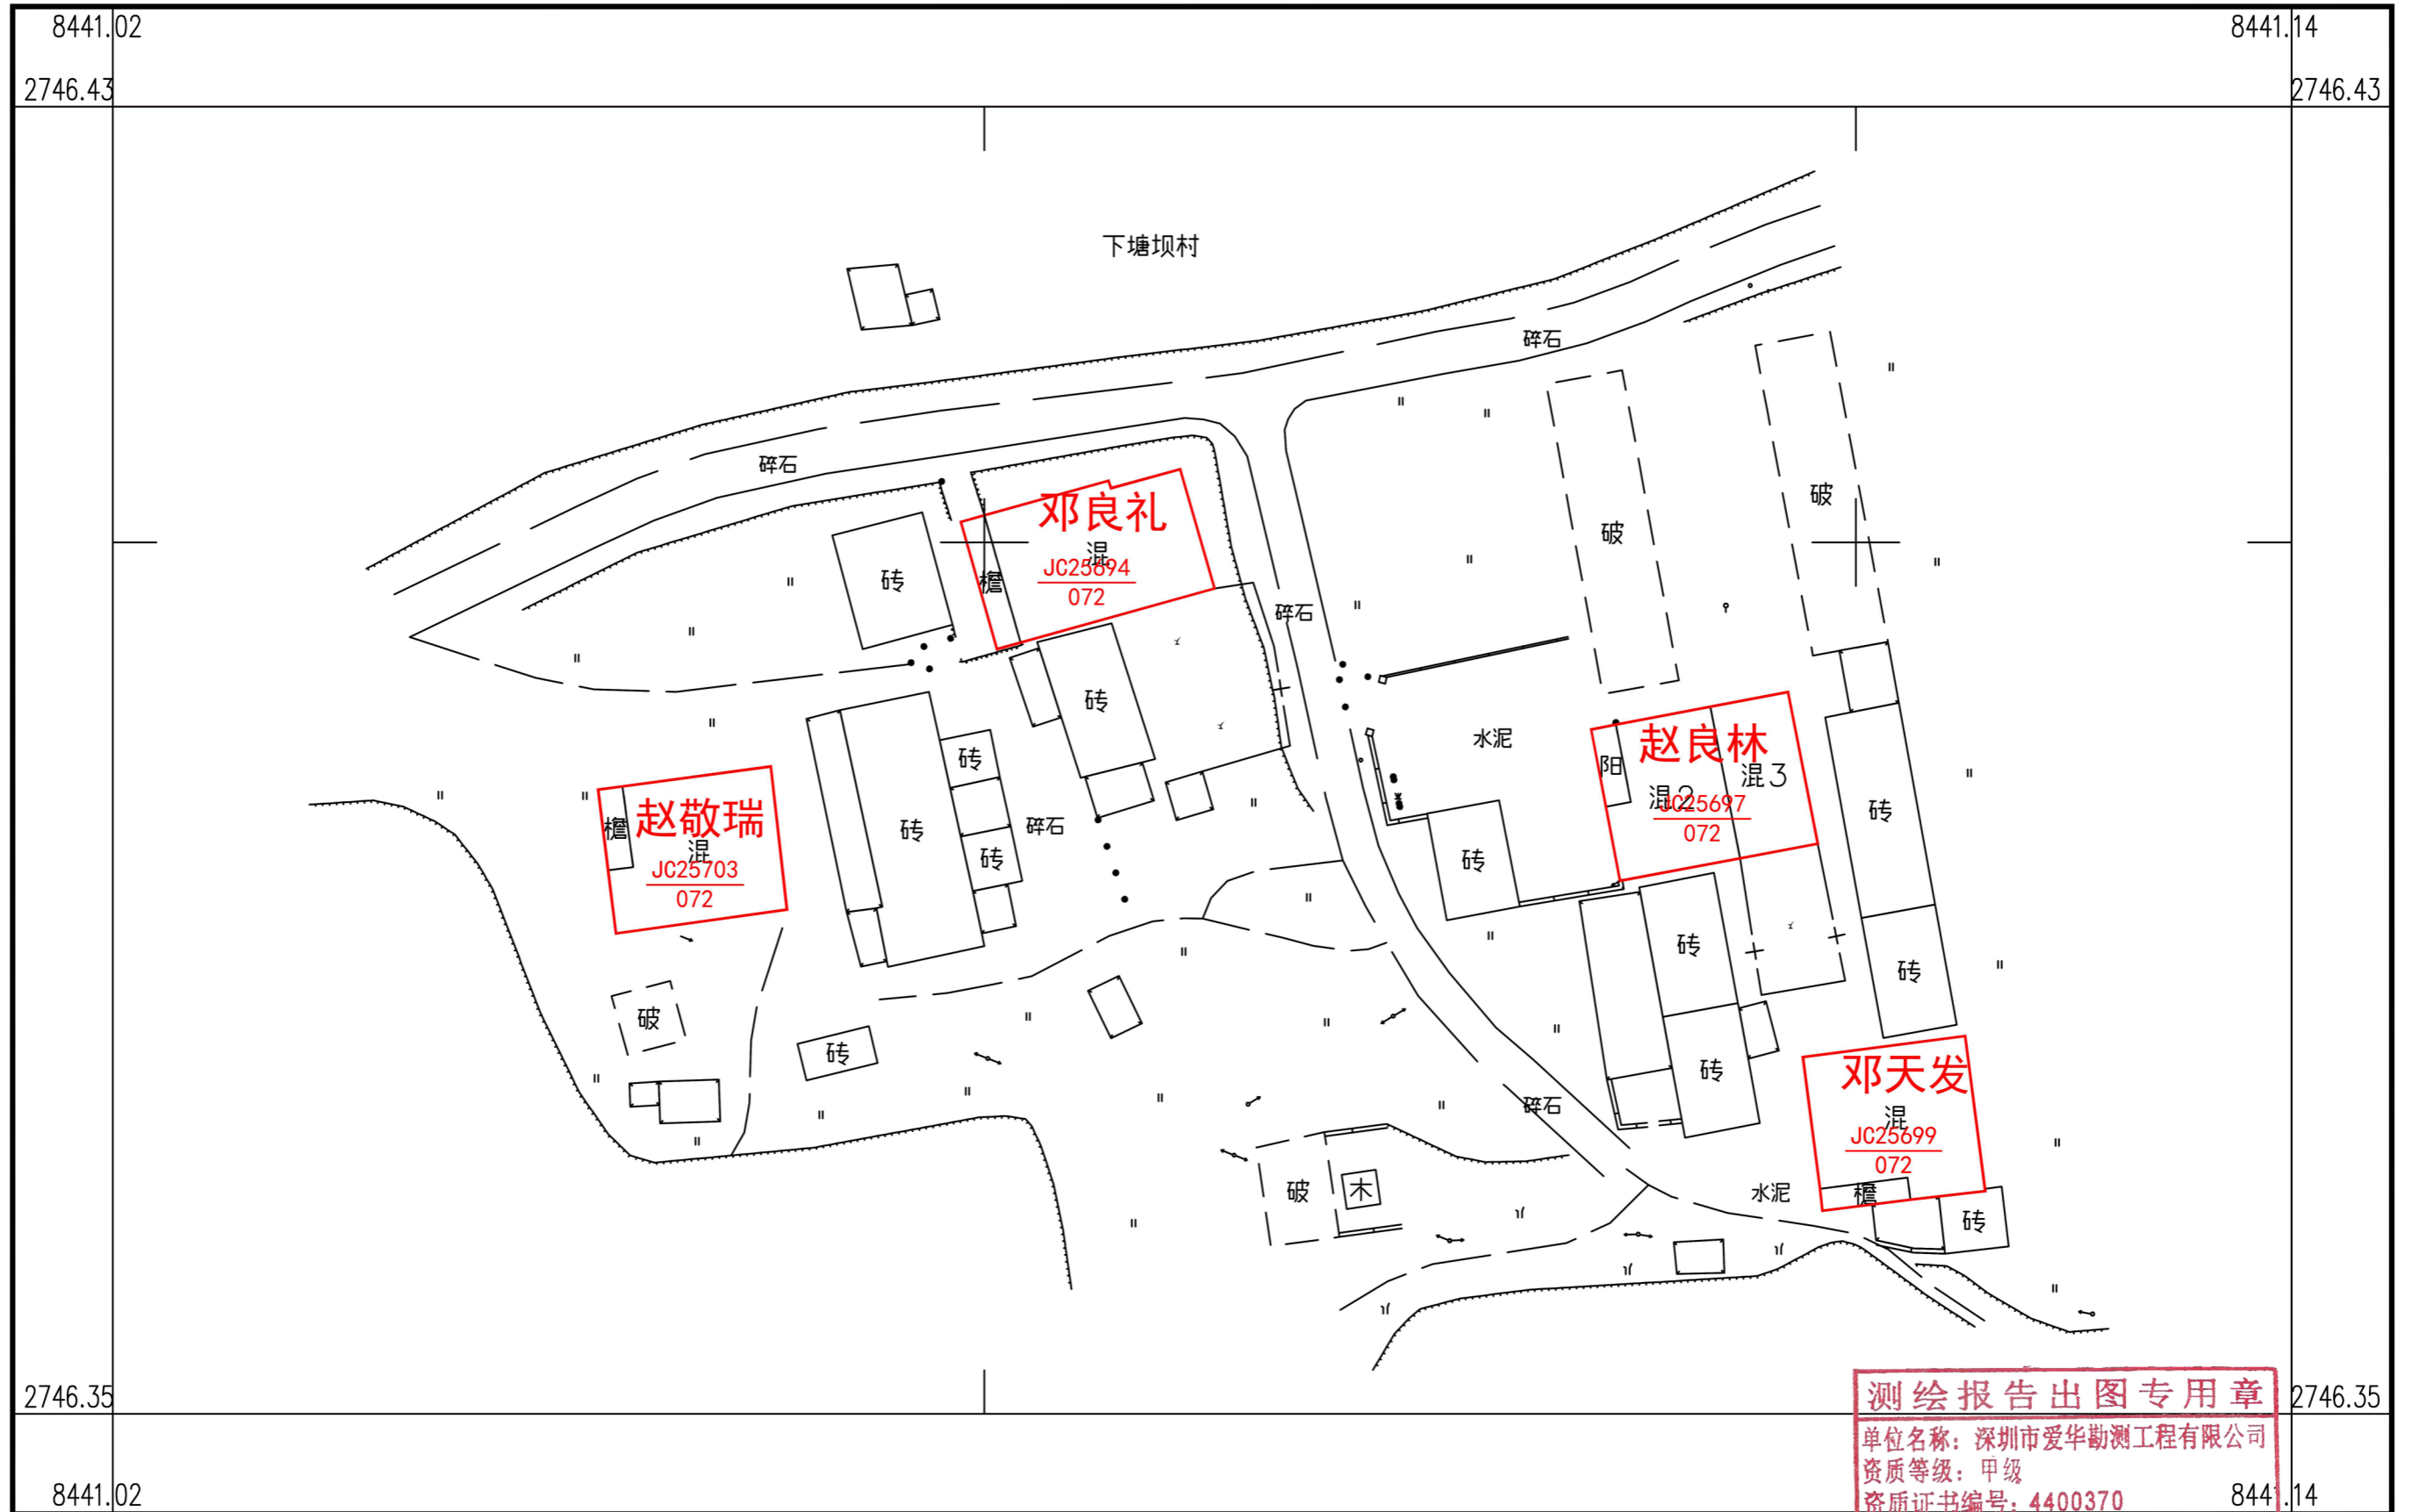 8441.02
8441.14
2746.43
2746.43
下塘坝村
碎石
碎石
破
破
邓良礼
混
JC25694
072
檐
砖
碎石
砖
水泥
赵良林
阳
混2
混3
JC25697
072
砖
砖
砖
碎石
砖
砖
赵敬瑞
檐
混
JC25703
072
砖
砖
砖
破
砖
砖
碎石
邓天发
混
JC25699
072
破
木
水泥
檐
砖
2746.35
2746.35
测绘报告出图专用章
单位名称：深圳市爱华勘测工程有限公司
资质等级：甲级
资质证书编号：4400370
8441.02
8441.14